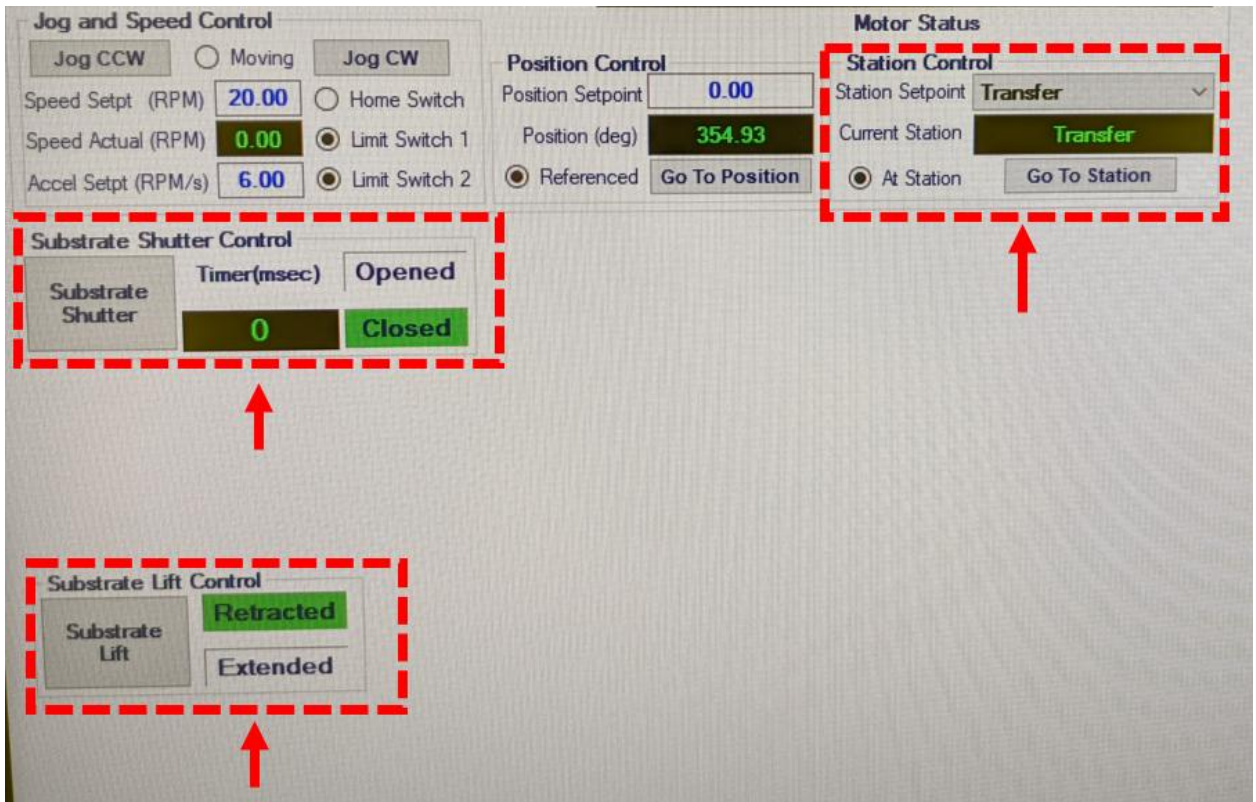 Jog and Speed Control
Jog CCW
Moving
Jog CW
Speed Setpt (RPM) 20.00
Home Switch
Speed Actual (RPM) 0.00
Limit Switch 1
Accel Setpt (RPM/s) 6.00
Limit Switch 2
Position Control
Position Setpoint 0.00
Position (deg) 354.93
Referenced
Go To Position
Motor Status
Station Control
Station Setpoint Transfer
Current Station Transfer
At Station
Go To Station
Substrate Shutter Control
Substrate
Shutter
Timer(msec)
0
Opened
Closed
Substrate Lift Control
Substrate
Lift
Retracted
Extended